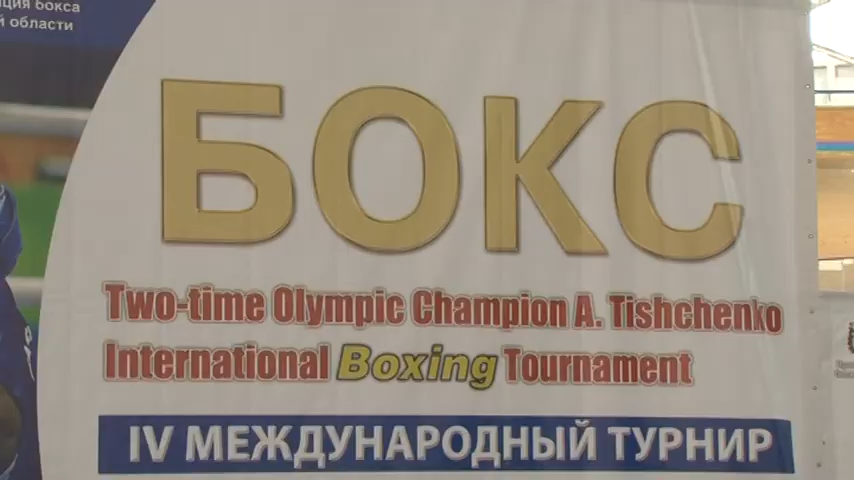 бокса
области
БОКС
Two-time Olympic Champion A. Tishchenko
International Boxing Tournament
IV МЕЖДУНАРОДНЫЙ ТУРНИР